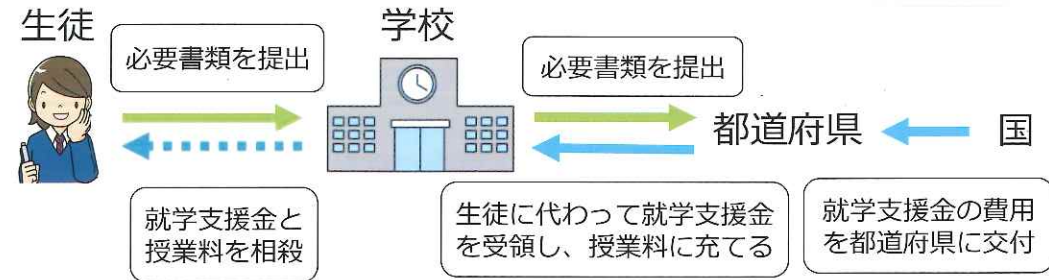 生徒
学校
必要書類を提出
必要書類を提出
都道府県
国
就学支援金と
授業料を相殺
生徒に代わって就学支援金
を受領し、授業料に充てる
就学支援金の費用
を都道府県に交付